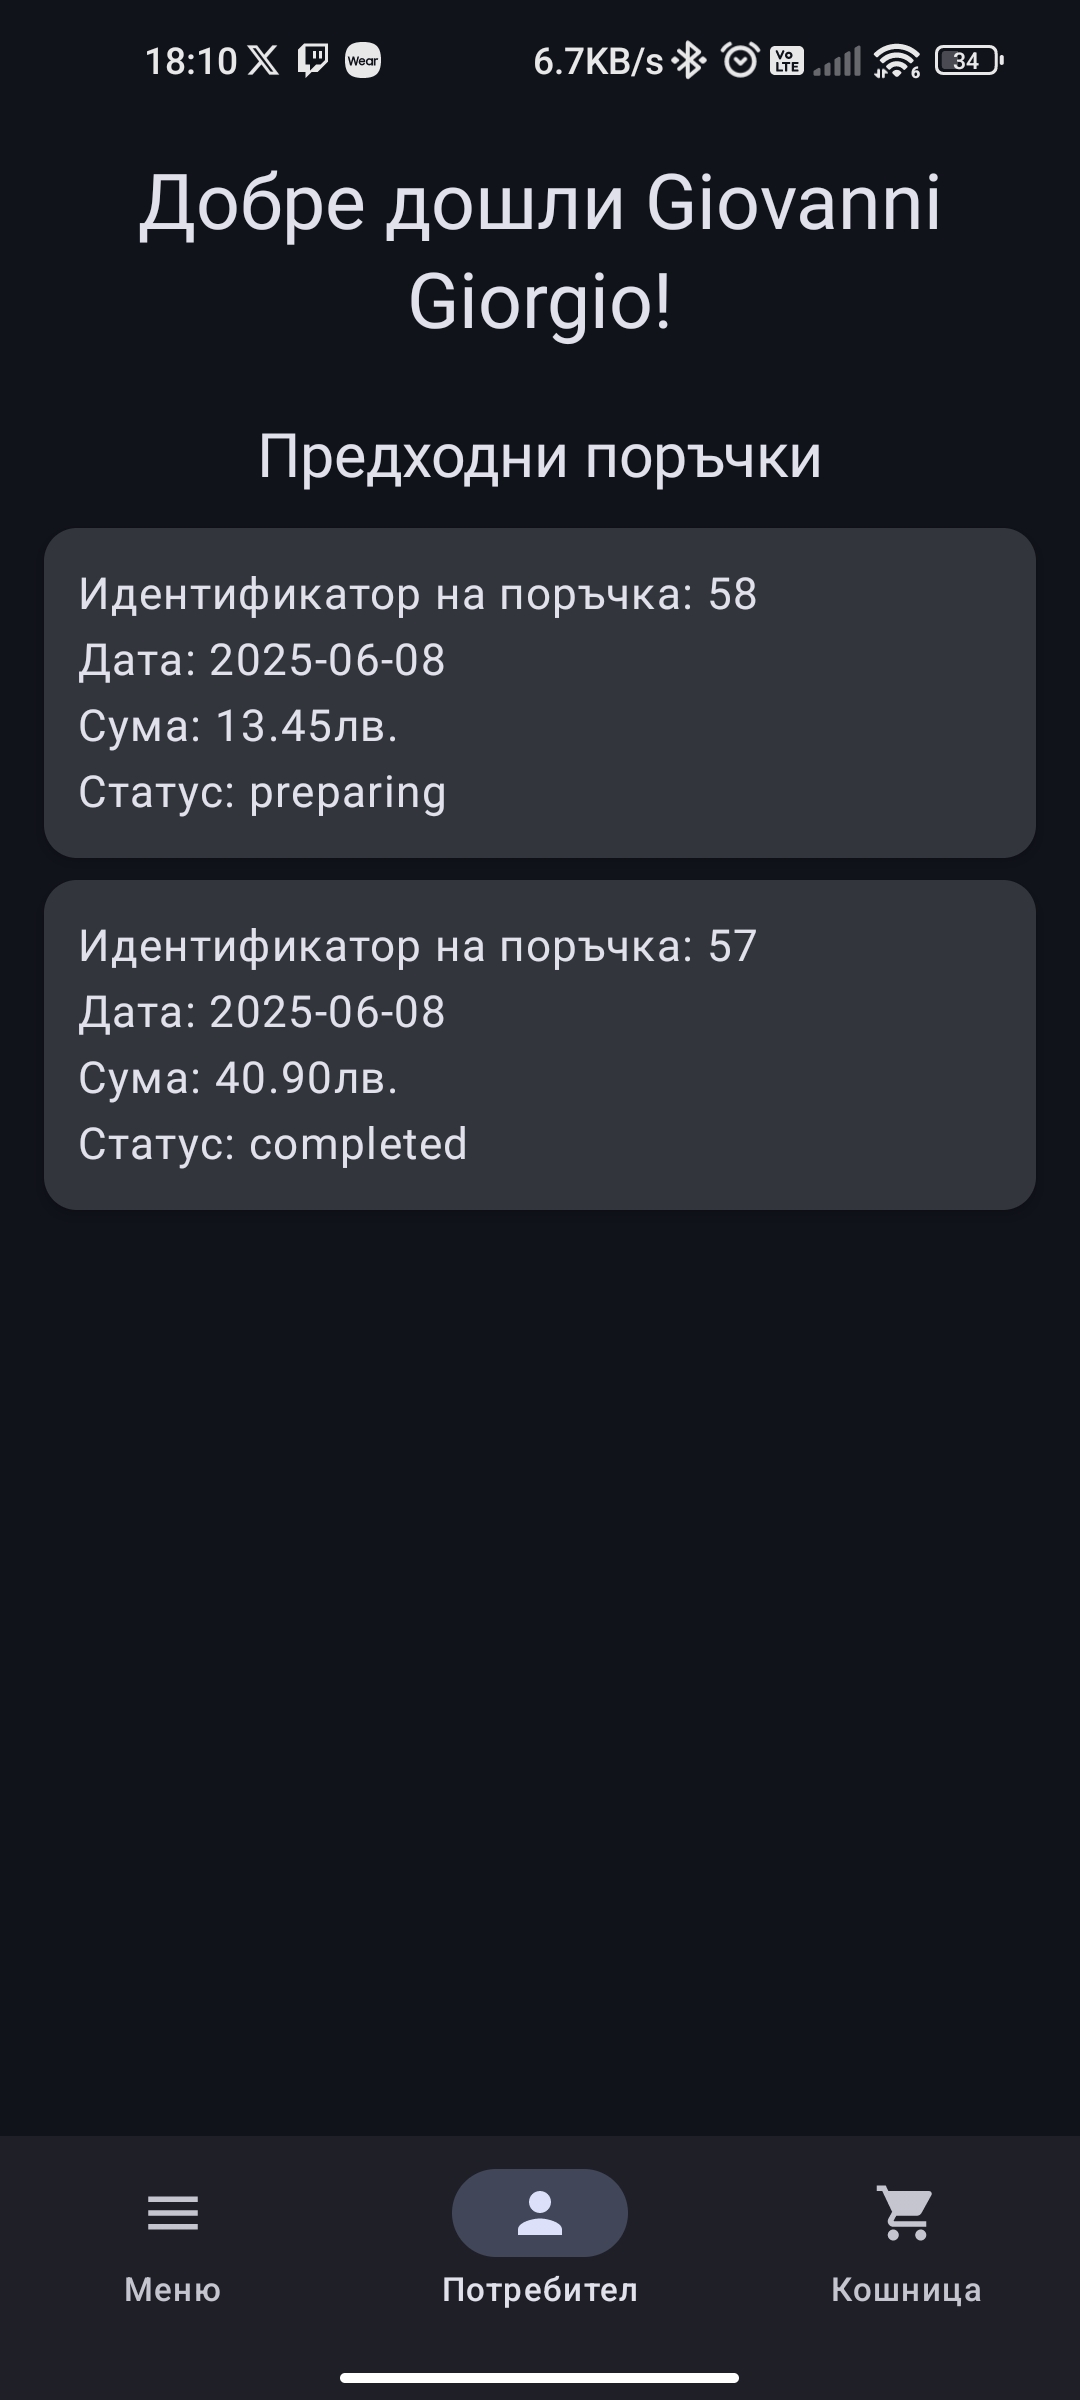 18:10 Wear 6.7KB/s Vo LTE 6 34
Добре дошли Giovanni
Giorgio!
Предходни поръчки
Идентификатор на поръчка: 58
Дата: 2025-06-08
Сума: 13.45лв.
Статус: preparing
Идентификатор на поръчка: 57
Дата: 2025-06-08
Сума: 40.90лв.
Статус: completed
Меню Потребител Кошница